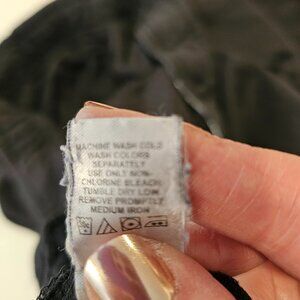 MACHINE WASH COLD
WASH COLORS
SEPARATELY
USE ONLY NON-
CHLORINE BLEACH
TUMBLE DRY LOW
REMOVE PROMPTLY
MEDIUM IRON